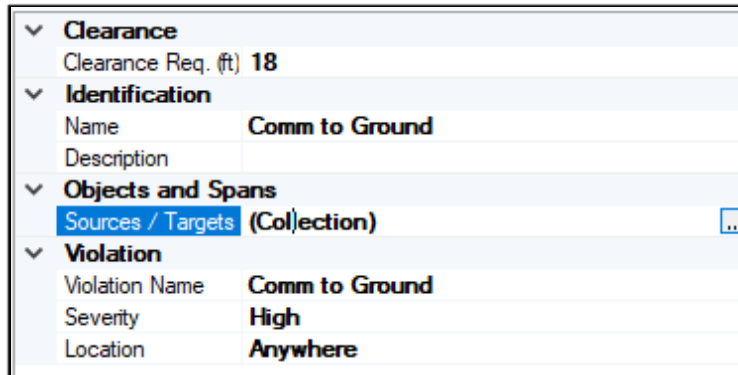 Clearance
Clearance Req. (ft) 18
Identification
Name Comm to Ground
Description
Objects and Spans
Sources / Targets (Collection) ...
Violation
Violation Name Comm to Ground
Severity High
Location Anywhere